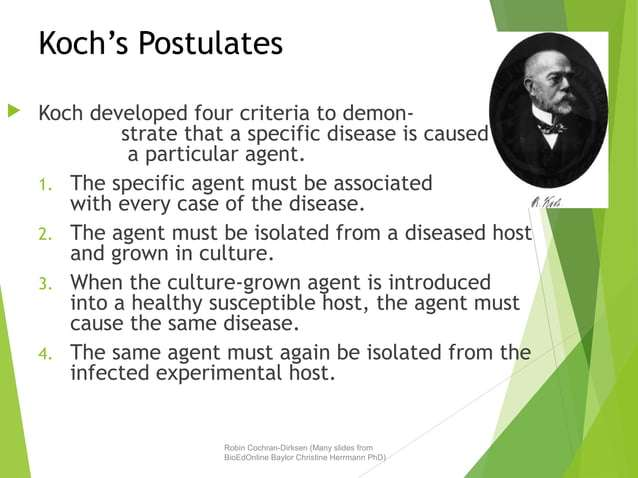 Koch’s Postulates
Koch developed four criteria to demon-
strate that a specific disease is caused
a particular agent.
1. The specific agent must be associated
with every case of the disease.
2. The agent must be isolated from a diseased host
and grown in culture.
3. When the culture-grown agent is introduced
into a healthy susceptible host, the agent must
cause the same disease.
4. The same agent must again be isolated from the
infected experimental host.
Robin Cochran-Dirksen (Many slides from
BioEdOnline Baylor Christine Herrmann PhD)